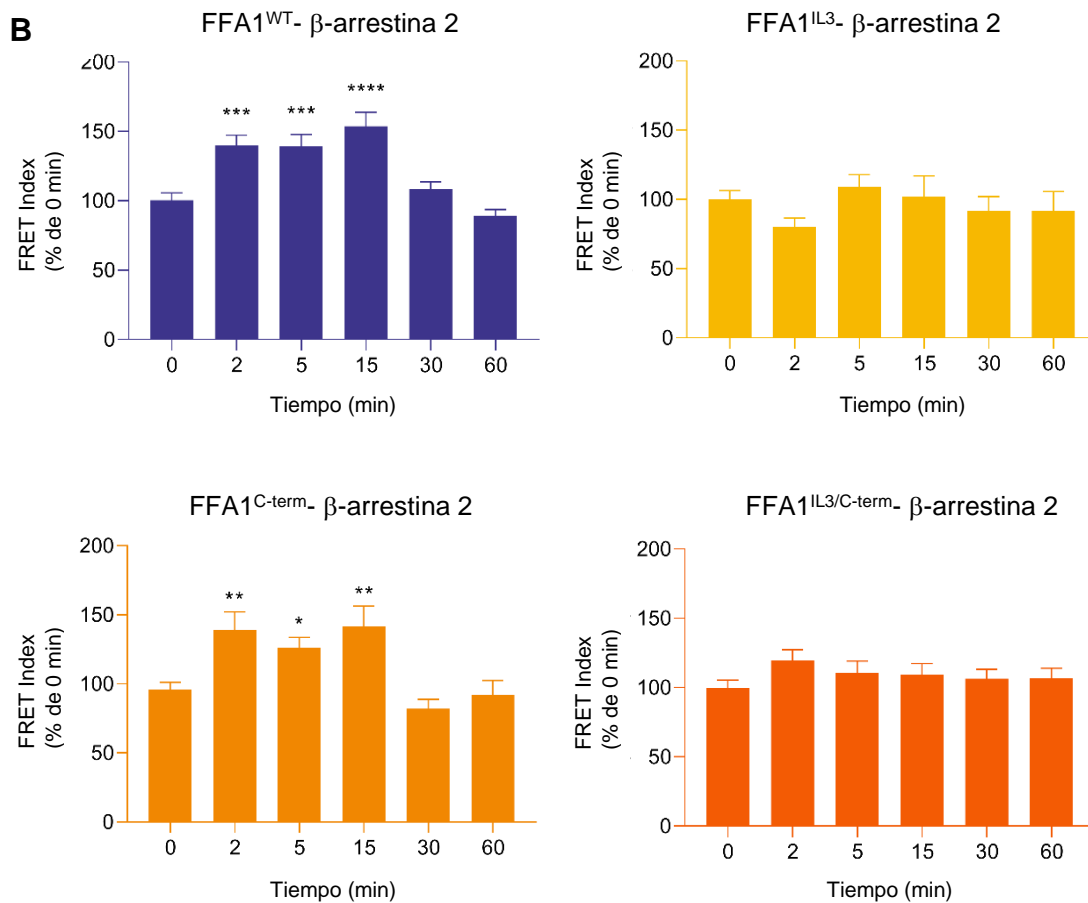 B
FFA1WT- β-arrestina 2
FRET Index
(% de 0 min)
200
150
100
50
0
***
***
****
0 2 5 15 30 60
Tiempo (min)
FFA1IL3- β-arrestina 2
FRET Index
(% de 0 min)
200
150
100
50
0
0 2 5 15 30 60
Tiempo (min)
FFA1C-term- β-arrestina 2
FRET Index
(% de 0 min)
200
150
100
50
0
**
*
**
0 2 5 15 30 60
Tiempo (min)
FFA1IL3/C-term- β-arrestina 2
FRET Index
(% de 0 min)
200
150
100
50
0
0 2 5 15 30 60
Tiempo (min)